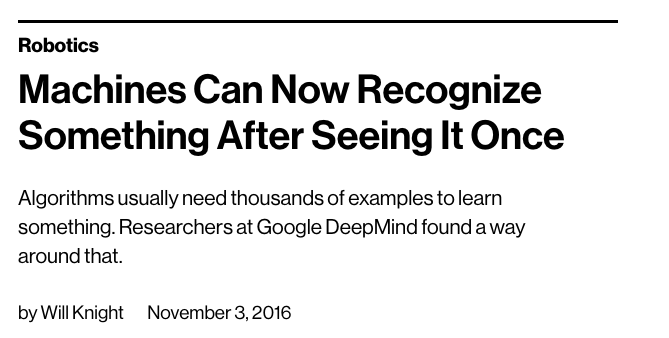 Robotics
Machines Can Now Recognize
Something After Seeing It Once
Algorithms usually need thousands of examples to learn
something. Researchers at Google DeepMind found a way
around that.
by Will Knight November 3, 2016